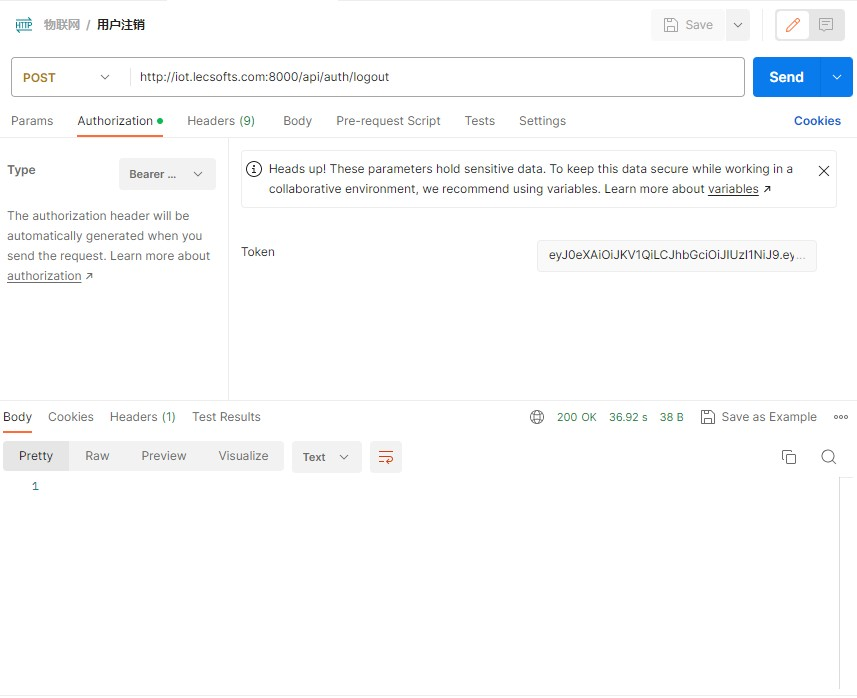 HTTP 物联网 / 用户注销 Save
POST http://iot.lecsofts.com:8000/api/auth/logout Send
Params Authorization Headers (9) Body Pre-request Script Tests Settings Cookies
Type Bearer ...
The authorization header will be
automatically generated when you
send the request. Learn more about
authorization ↗
Heads up! These parameters hold sensitive data. To keep this data secure while working in a
collaborative environment, we recommend using variables. Learn more about variables ↗
Token eyJ0eXAiOiJKV1QiLCJhbGciOiJIUzI1NiJ9.ey...
Body Cookies Headers (1) Test Results 200 OK 36.92 s 38 B Save as Example
Pretty Raw Preview Visualize Text
1